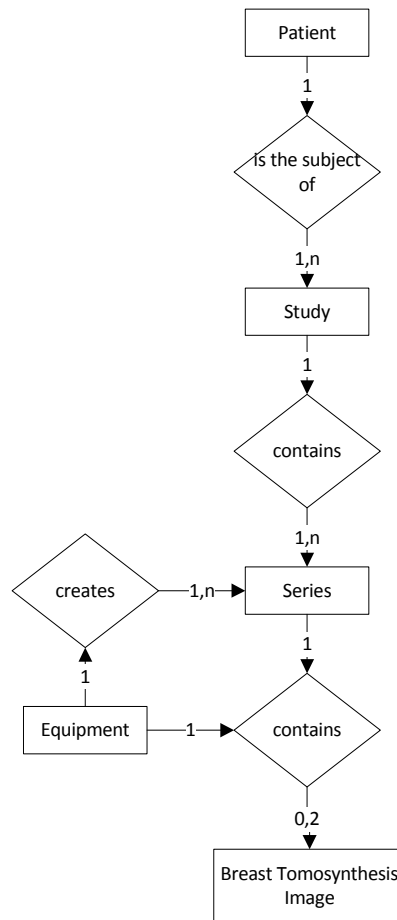 Patient
1
is the subject
of
1,n
Study
1
contains
1,n
creates
1,n
Series
1
1
Equipment
1
contains
0,2
Breast Tomosynthesis
Image